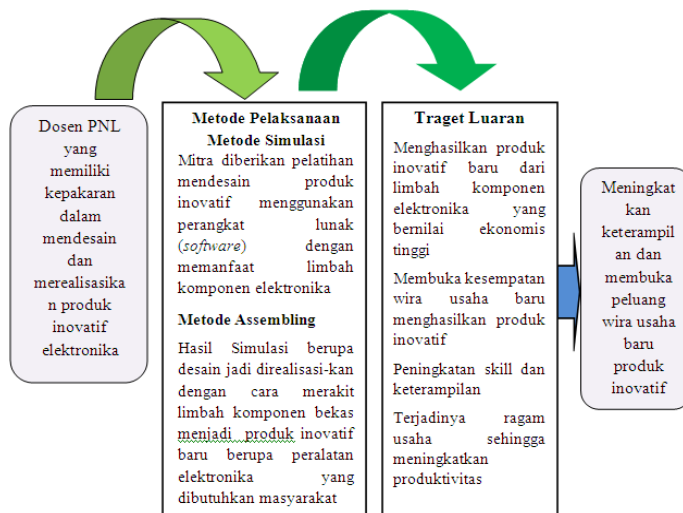 Dosen PNL
yang
memiliki
kepakaran
dalam
mendesain
dan
merealisasika
n produk
inovatif
elektronika
Metode Pelaksanaan
Metode Simulasi
Mitra diberikan pelatihan
mendesain produk
inovatif menggunakan
perangkat lunak
(software) dengan
memanfaat limbah
komponen elektronika
Metode Assembling
Hasil Simulasi berupa
desain jadi direalisasi-kan
dengan cara merakit
limbah komponen bekas
menjadi produk inovatif
baru berupa peralatan
elektronika yang
dibutuhkan masyarakat
Traget Luaran
Menghasilkan produk
inovatif baru dari
limbah komponen
elektronika yang
bernilai ekonomis
tinggi
Membuka kesempatan
wira usaha baru
menghasilkan produk
inovatif
Peningkatan skill dan
keterampilan
Terjadinya ragam
usaha sehingga
meningkatkan
produktivitas
Meningkat
kan
keterampil
an dan
membuka
peluang
wira usaha
baru
produk
inovatif